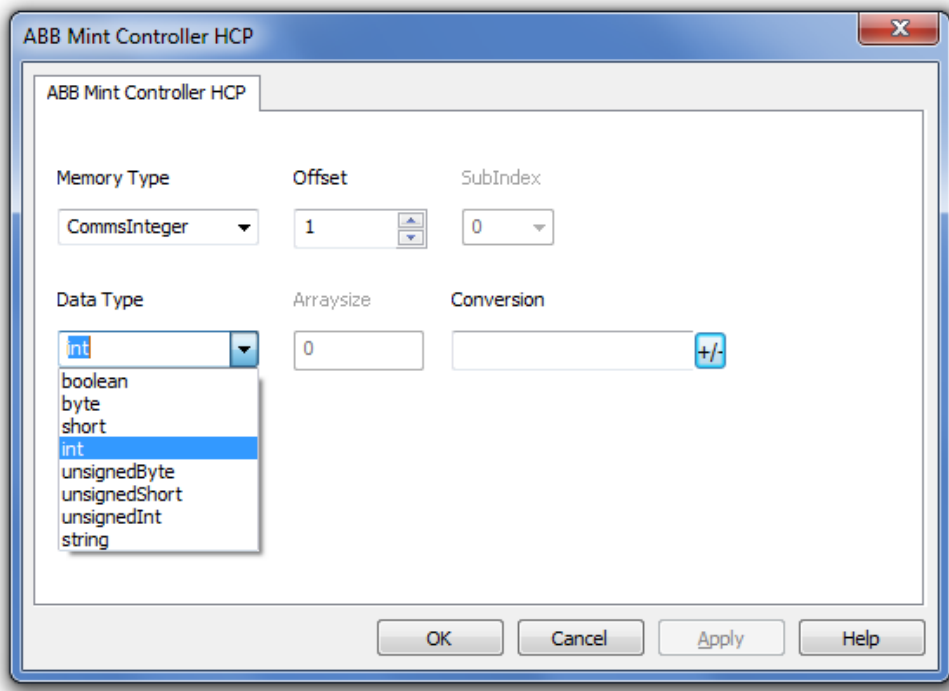 ABB Mint Controller HCP
ABB Mint Controller HCP
Memory Type Offset SubIndex
CommsInteger 1 0
Data Type Arraysize Conversion
int 0 +/-
boolean
byte
short
int
unsignedByte
unsignedShort
unsignedInt
string
OK Cancel Apply Help